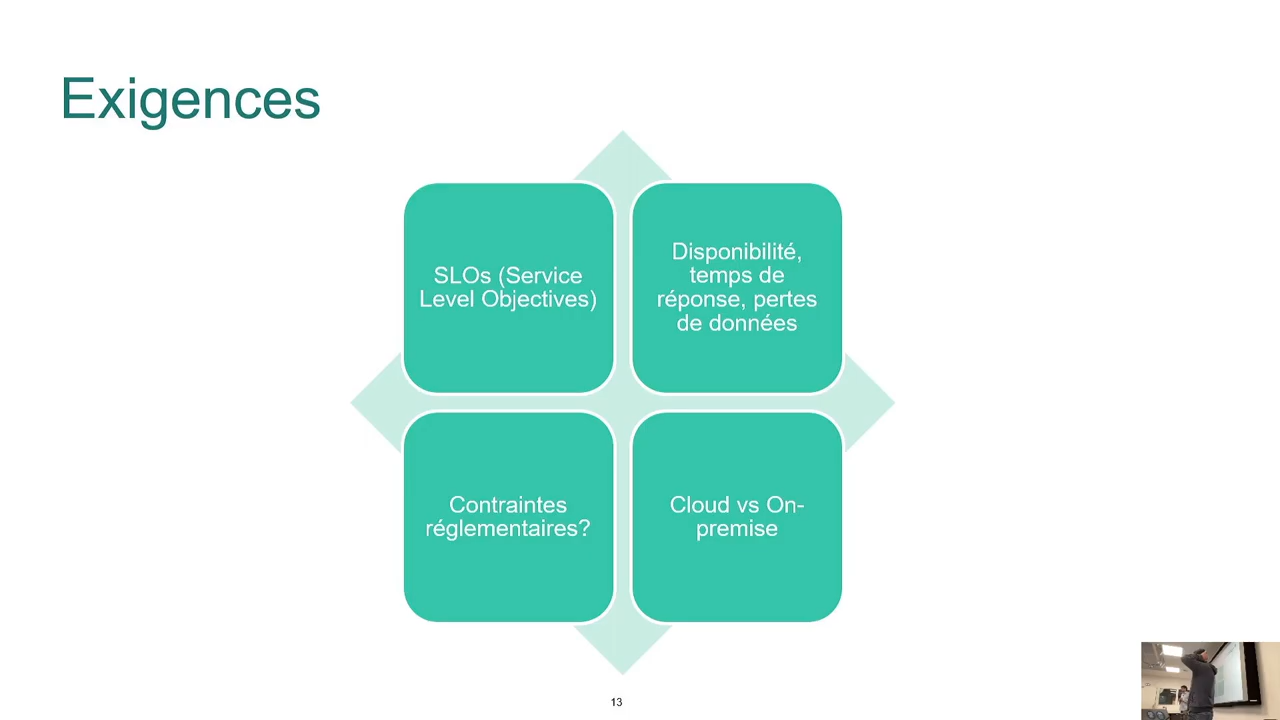 Exigences
SLOs (Service
Level Objectives)
Disponibilité,
temps de
réponse, pertes
de données
Contraintes
réglementaires?
Cloud vs On-
premise
13